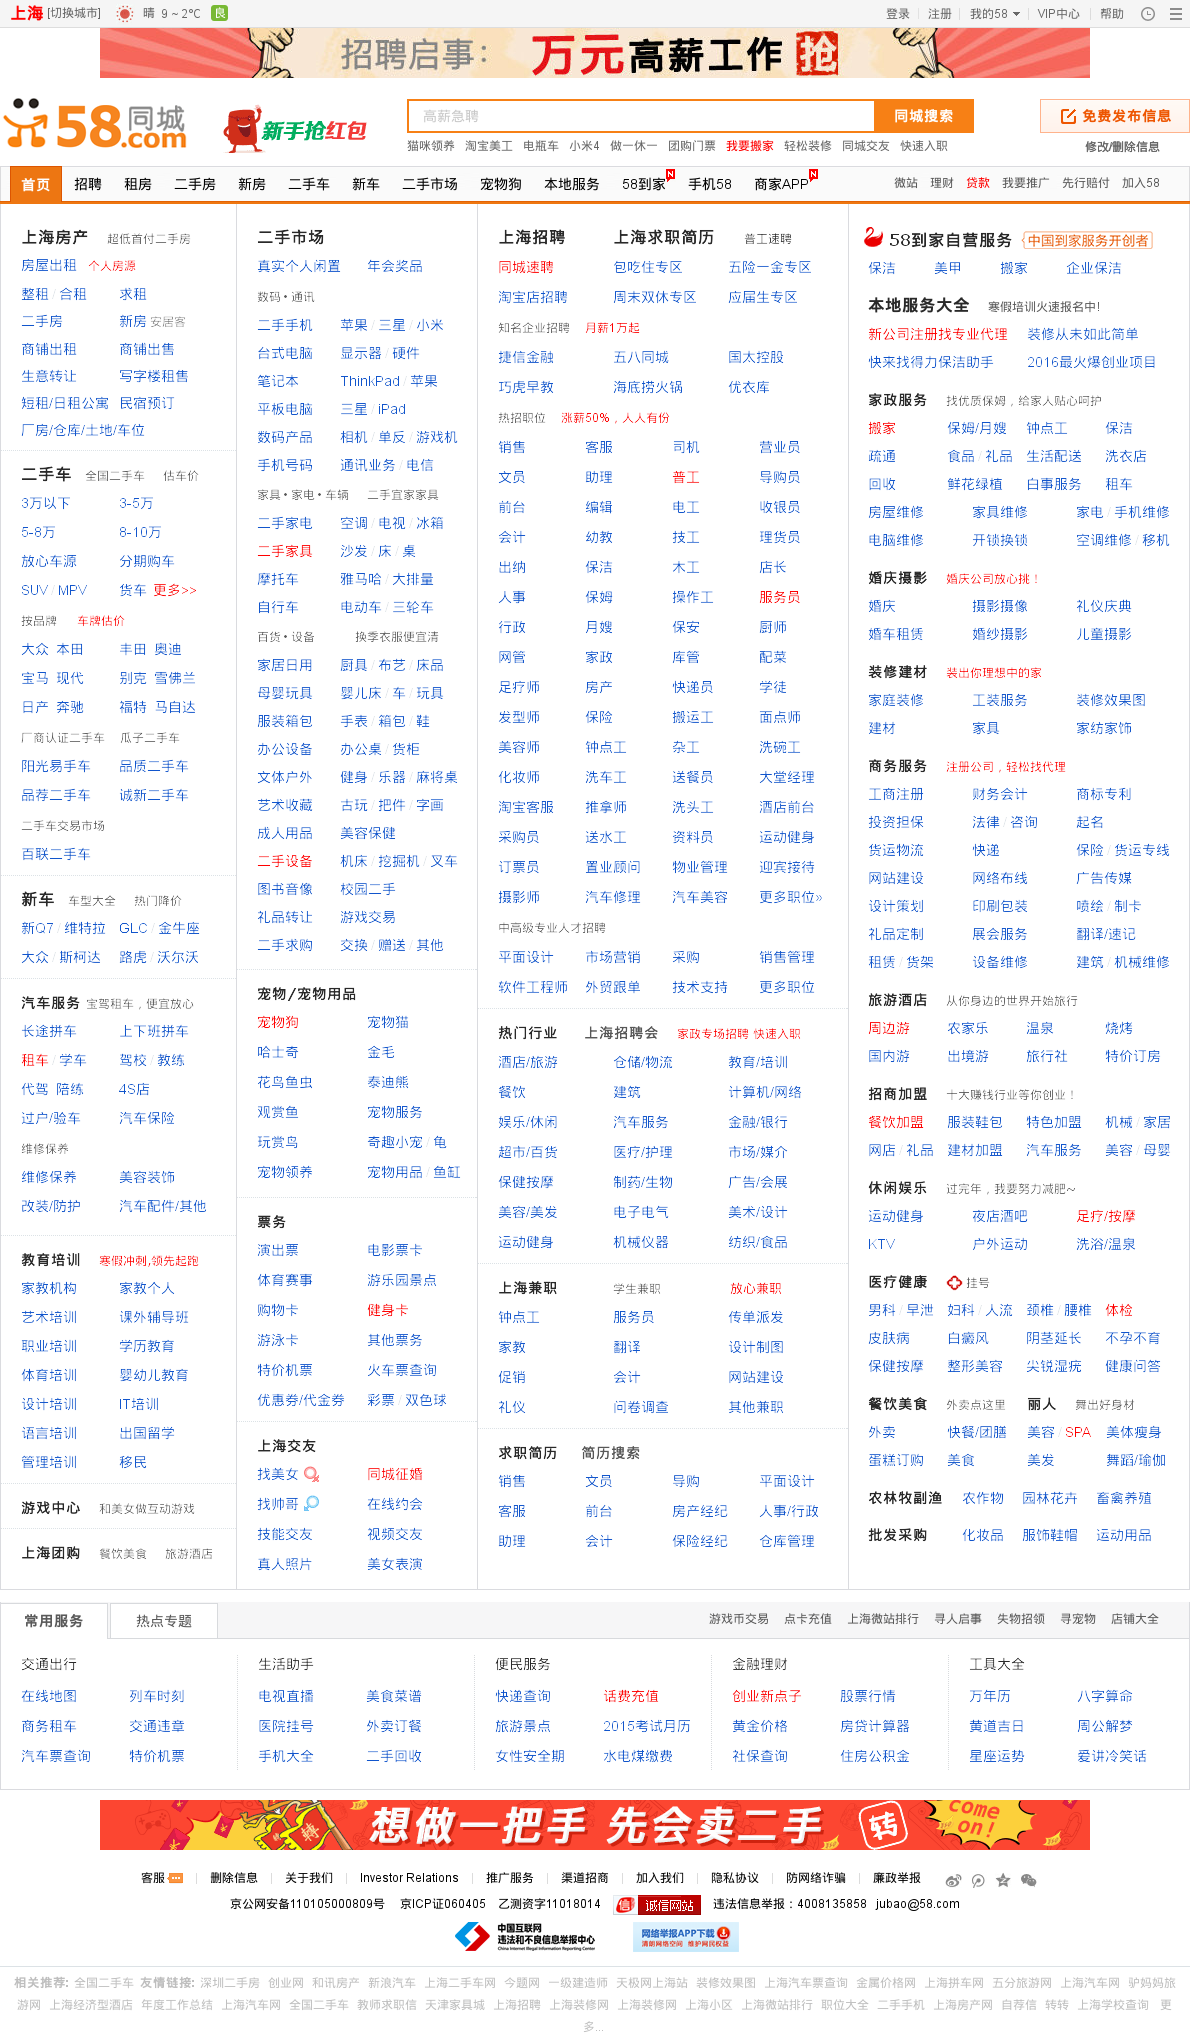 上海 [切换城市] 晴 9 ~ 2℃ 良 登录 注册 我的58 VIP中心 帮助
招聘启事： 万元高薪工作 抢
58同城 .com 新手抢红包 高薪急聘 同城搜索 免费发布信息
猫咪领养 淘宝美工 电瓶车 小米4 做一休一 团购门票 我要搬家 轻松装修 同城交友 快速入职 修改/删除信息
首页 招聘 租房 二手房 新房 二手车 新车 二手市场 宠物狗 本地服务 58到家 N 手机58 商家APP N 微站 理财 贷款 我要推广 先行赔付 加入58
上海房产 超低首付二手房
房屋出租 个人房源
整租 / 合租 求租
二手房 新房 安居客
商铺出租 商铺出售
生意转让 写字楼租售
短租/日租公寓 民宿预订
厂房/仓库/土地/车位
二手车 全国二手车 估车价
3万以下 3-5万
5-8万 8-10万
放心车源 分期购车
SUV / MPV 货车 更多>>
按品牌 车牌估价
大众 本田 丰田 奥迪
宝马 现代 别克 雪佛兰
日产 奔驰 福特 马自达
厂商认证二手车 瓜子二手车
阳光易手车 品质二手车
品荐二手车 诚新二手车
二手车交易市场
百联二手车
新车 车型大全 热门降价
新Q7 / 维特拉 GLC / 金牛座
大众 / 斯柯达 路虎 / 沃尔沃
汽车服务 宝驾租车，便宜放心
长途拼车 上下班拼车
租车 / 学车 驾校 / 教练
代驾 陪练 4S店
过户/验车 汽车保险
维修保养
维修保养 美容装饰
改装/防护 汽车配件/其他
教育培训 寒假冲刺,领先起跑
家教机构 家教个人
艺术培训 课外辅导班
职业培训 学历教育
体育培训 婴幼儿教育
设计培训 IT培训
语言培训 出国留学
管理培训 移民
游戏中心 和美女做互动游戏
上海团购 餐饮美食 旅游酒店
二手市场
真实个人闲置 年会奖品
数码 • 通讯
二手手机 苹果 / 三星 / 小米
台式电脑 显示器 / 硬件
笔记本 ThinkPad / 苹果
平板电脑 三星 / iPad
数码产品 相机 / 单反 / 游戏机
手机号码 通讯业务 / 电信
家具 • 家电 • 车辆 二手宜家家具
二手家电 空调 / 电视 / 冰箱
二手家具 沙发 / 床 / 桌
摩托车 雅马哈 / 大排量
自行车 电动车 / 三轮车
百货 • 设备 换季衣服便宜清
家居日用 厨具 / 布艺 / 床品
母婴玩具 婴儿床 / 车 / 玩具
服装箱包 手表 / 箱包 / 鞋
办公设备 办公桌 / 货柜
文体户外 健身 / 乐器 / 麻将桌
艺术收藏 古玩 / 把件 / 字画
成人用品 美容保健
二手设备 机床 / 挖掘机 / 叉车
图书音像 校园二手
礼品转让 游戏交易
二手求购 交换 / 赠送 / 其他
宠物/宠物用品
宠物狗 宠物猫
哈士奇 金毛
花鸟鱼虫 泰迪熊
观赏鱼 宠物服务
玩赏鸟 奇趣小宠 / 龟
宠物领养 宠物用品 / 鱼缸
票务
演出票 电影票卡
体育赛事 游乐园景点
购物卡 健身卡
游泳卡 其他票务
特价机票 火车票查询
优惠券/代金券 彩票 / 双色球
上海交友
找美女 同城征婚
找帅哥 在线约会
技能交友 视频交友
真人照片 美女表演
上海招聘 上海求职简历 普工速聘
同城速聘 包吃住专区 五险一金专区
淘宝店招聘 周末双休专区 应届生专区
知名企业招聘 月薪1万起
捷信金融 五八同城 国太控股
巧虎早教 海底捞火锅 优衣库
热招职位 涨薪50%，人人有份
销售 客服 司机 营业员
文员 助理 普工 导购员
前台 编辑 电工 收银员
会计 幼教 技工 理货员
出纳 保洁 木工 店长
人事 保姆 操作工 服务员
行政 月嫂 保安 厨师
网管 家政 库管 配菜
足疗师 房产 快递员 学徒
发型师 保险 搬运工 面点师
美容师 钟点工 杂工 洗碗工
化妆师 洗车工 送餐员 大堂经理
淘宝客服 推拿师 洗头工 酒店前台
采购员 送水工 资料员 运动健身
订票员 置业顾问 物业管理 迎宾接待
摄影师 汽车修理 汽车美容 更多职位»
中高级专业人才招聘
平面设计 市场营销 采购 销售管理
软件工程师 外贸跟单 技术支持 更多职位
热门行业 上海招聘会 家政专场招聘 快速入职
酒店/旅游 仓储/物流 教育/培训
餐饮 建筑 计算机/网络
娱乐/休闲 汽车服务 金融/银行
超市/百货 医疗/护理 市场/媒介
保健按摩 制药/生物 广告/会展
美容/美发 电子电气 美术/设计
运动健身 机械仪器 纺织/食品
上海兼职 学生兼职 放心兼职
钟点工 服务员 传单派发
家教 翻译 设计制图
促销 会计 网站建设
礼仪 问卷调查 其他兼职
求职简历 简历搜索
销售 文员 导购 平面设计
客服 前台 房产经纪 人事/行政
助理 会计 保险经纪 仓库管理
58到家自营服务 中国到家服务开创者
保洁 美甲 搬家 企业保洁
本地服务大全 寒假培训火速报名中!
新公司注册找专业代理 装修从未如此简单
快来找得力保洁助手 2016最火爆创业项目
家政服务 找优质保姆，给家人贴心呵护
搬家 保姆/月嫂 钟点工 保洁
疏通 食品 / 礼品 生活配送 洗衣店
回收 鲜花绿植 白事服务 租车
房屋维修 家具维修 家电 / 手机维修
电脑维修 开锁换锁 空调维修 / 移机
婚庆摄影 婚庆公司放心挑！
婚庆 摄影摄像 礼仪庆典
婚车租赁 婚纱摄影 儿童摄影
装修建材 装出你理想中的家
家庭装修 工装服务 装修效果图
建材 家具 家纺家饰
商务服务 注册公司，轻松找代理
工商注册 财务会计 商标专利
投资担保 法律 / 咨询 起名
货运物流 快递 保险 / 货运专线
网站建设 网络布线 广告传媒
设计策划 印刷包装 喷绘 / 制卡
礼品定制 展会服务 翻译/速记
租赁 / 货架 设备维修 建筑 / 机械维修
旅游酒店 从你身边的世界开始旅行
周边游 农家乐 温泉 烧烤
国内游 出境游 旅行社 特价订房
招商加盟 十大赚钱行业等你创业！
餐饮加盟 服装鞋包 特色加盟 机械 / 家居
网店 / 礼品 建材加盟 汽车服务 美容 / 母婴
休闲娱乐 过完年，我要努力减肥~
运动健身 夜店酒吧 足疗/按摩
KTV 户外运动 洗浴/温泉
医疗健康 挂号
男科 / 早泄 妇科 / 人流 颈椎 / 腰椎 体检
皮肤病 白癜风 阴茎延长 不孕不育
保健按摩 整形美容 尖锐湿疣 健康问答
餐饮美食 外卖点这里 丽人 舞出好身材
外卖 快餐/团膳 美容 / SPA 美体瘦身
蛋糕订购 美食 美发 舞蹈/瑜伽
农林牧副渔 农作物 园林花卉 畜禽养殖
批发采购 化妆品 服饰鞋帽 运动用品
常用服务 热点专题 游戏币交易 点卡充值 上海微站排行 寻人启事 失物招领 寻宠物 店铺大全
交通出行 生活助手 便民服务 金融理财 工具大全
在线地图 列车时刻 电视直播 美食菜谱 快递查询 话费充值 创业新点子 股票行情 万年历 八字算命
商务租车 交通违章 医院挂号 外卖订餐 旅游景点 2015考试月历 黄金价格 房贷计算器 黄道吉日 周公解梦
汽车票查询 特价机票 手机大全 二手回收 女性安全期 水电煤缴费 社保查询 住房公积金 星座运势 爱讲冷笑话
轉 想做一把手 先会卖二手 转 come on!
客服 删除信息 关于我们 Investor Relations 推广服务 渠道招商 加入我们 隐私协议 防网络诈骗 廉政举报
京公网安备110105000809号 京ICP证060405 乙测资字11018014 信 诚信网站 违法信息举报：4008135858 jubao@58.com
中国互联网 违法和不良信息举报中心 China Internet Illegal Information Reporting Center 网络举报APP下载 清朗网络空间 维护网民权益
相关推荐: 全国二手车 友情链接: 深圳二手房 创业网 和讯房产 新浪汽车 上海二手车网 今题网 一级建造师 天极网上海站 装修效果图 上海汽车票查询 金属价格网 上海拼车网 五分旅游网 上海汽车网 驴妈妈旅
游网 上海经济型酒店 年度工作总结 上海汽车网 全国二手车 教师求职信 天津家具城 上海招聘 上海装修网 上海装修网 上海小区 上海微站排行 职位大全 二手手机 上海房产网 自荐信 转转 上海学校查询 更
多...